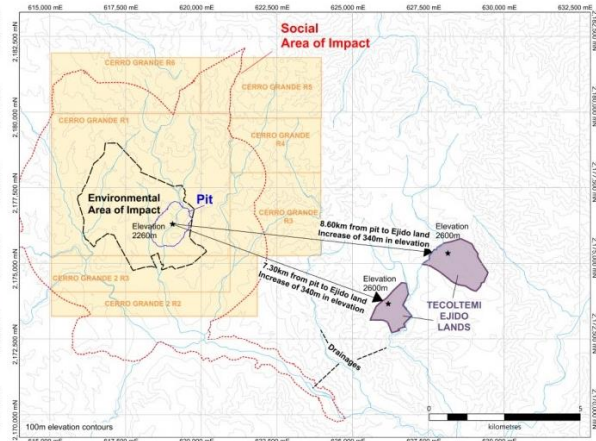 615,000 mE 617,500 mE 620,000 mE 622,500 mE 625,000 mE 627,500 mE 630,000 mE 632,500 mE
2,182,500 mN
Social
Area of Impact
CERRO GRANDE R6
CERRO GRANDE R5
2,180,000 mN
CERRO GRANDE R1
CERRO GRANDE
R4
2,177,500 mN
Environmental
Area of Impact
Pit
Elevation
2260m
CERRO GRANDE
R3
8.60km from pit to Ejido land
Increase of 340m in elevation
Elevation
2600m
2,175,000 mN
CERRO GRANDE 2 R3
7.30km from pit to Ejido land
Increase of 340m in elevation
Elevation
2600m
CERRO GRANDE 2 R2
TECOLTEMI
EJIDO
LANDS
2,172,500 mN
Drainages
2,170,000 mN
100m elevation contours
0 5
kilometres